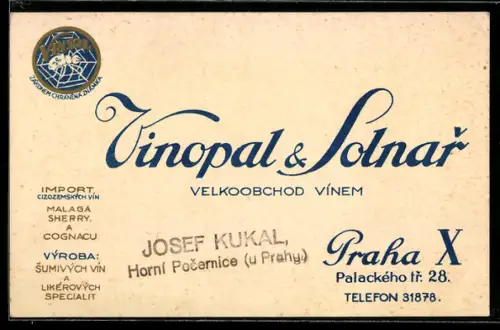 ZÁKONEM CHRÁNĚNÁ ZNÁMKA
Vinopal & Solnař
VELKOOBCHOD VÍNEM
IMPORT
CIZOZEMSKÝCH VÍN
MALAGA
SHERRY,
A
COGNACU
VÝROBA:
ŠUMIVÝCH VÍN
A
LIKÉROVÝCH
SPECIALIT
JOSEF KUKAL,
Horní Počernice (u Prahy)
Praha X
Palackého tř. 28.
TELEFON 31878.